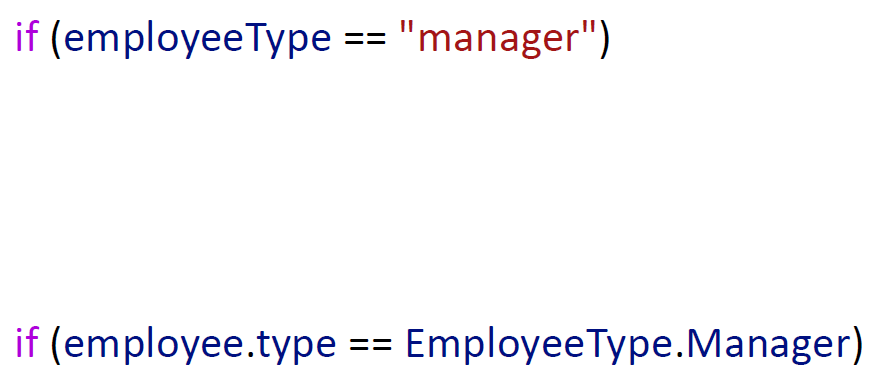 if (employeeType == "manager")
if (employee.type == EmployeeType.Manager)